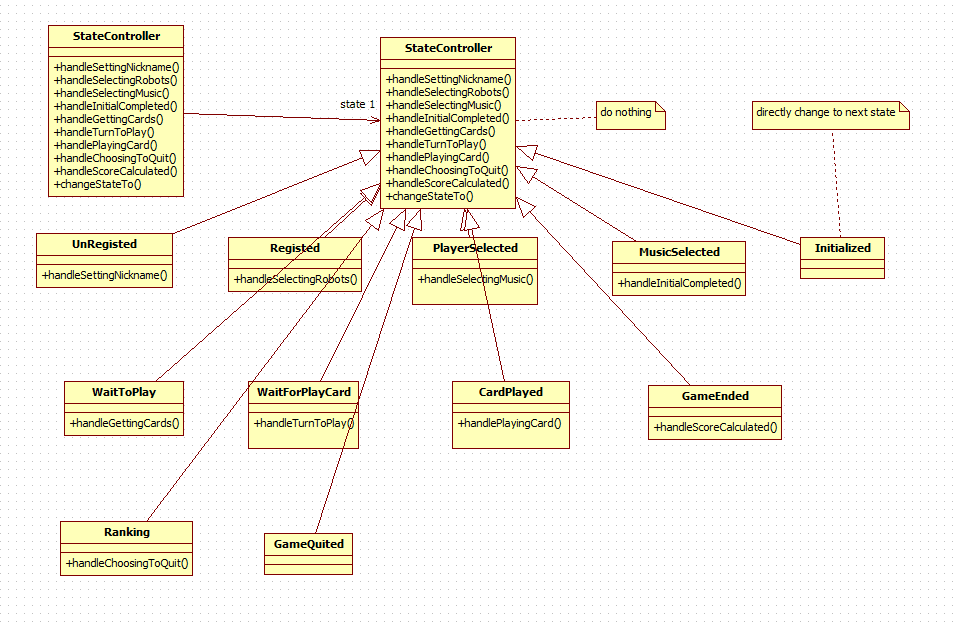 StateController
+handleSettingNickname()
+handleSelectingRobots()
+handleSelectingMusic()
+handleInitialCompleted()
+handleGettingCards()
+handleTurnToPlay()
+handlePlayingCard()
+handleChoosingToQuit()
+handleScoreCalculated()
+changeStateTo()
state 1
StateController
+handleSettingNickname()
+handleSelectingRobots()
+handleSelectingMusic()
+handleInitialCompleted()
+handleGettingCards()
+handleTurnToPlay()
+handlePlayingCard()
+handleChoosingToQuit()
+handleScoreCalculated()
+changeStateTo()
do nothing
directly change to next state
UnRegisted
+handleSettingNickname()
Registed
+handleSelectingRobots()
PlayerSelected
+handleSelectingMusic()
MusicSelected
+handleInitialCompleted()
Initialized
WaitToPlay
+handleGettingCards()
WaitForPlayCard
+handleTurnToPlay()
CardPlayed
+handlePlayingCard()
GameEnded
+handleScoreCalculated()
Ranking
+handleChoosingToQuit()
GameQuited